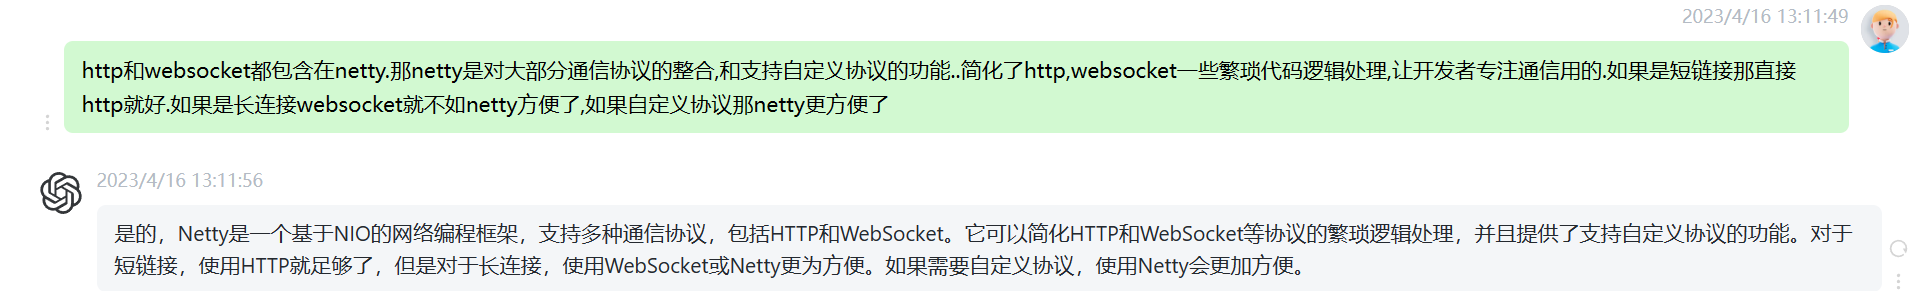 2023/4/16 13:11:49
http和websocket都包含在netty.那netty是对大部分通信协议的整合,和支持自定义协议的功能..简化了http,websocket一些繁琐代码逻辑处理,让开发者专注通信用的.如果是短链接那直接
http就好.如果是长连接websocket就不如netty方便了,如果自定义协议那netty更方便了
2023/4/16 13:11:56
是的，Netty是一个基于NIO的网络编程框架，支持多种通信协议，包括HTTP和WebSocket。它可以简化HTTP和WebSocket等协议的繁琐逻辑处理，并且提供了支持自定义协议的功能。对于
短链接，使用HTTP就足够了，但是对于长连接，使用WebSocket或Netty更为方便。如果需要自定义协议，使用Netty会更加方便。